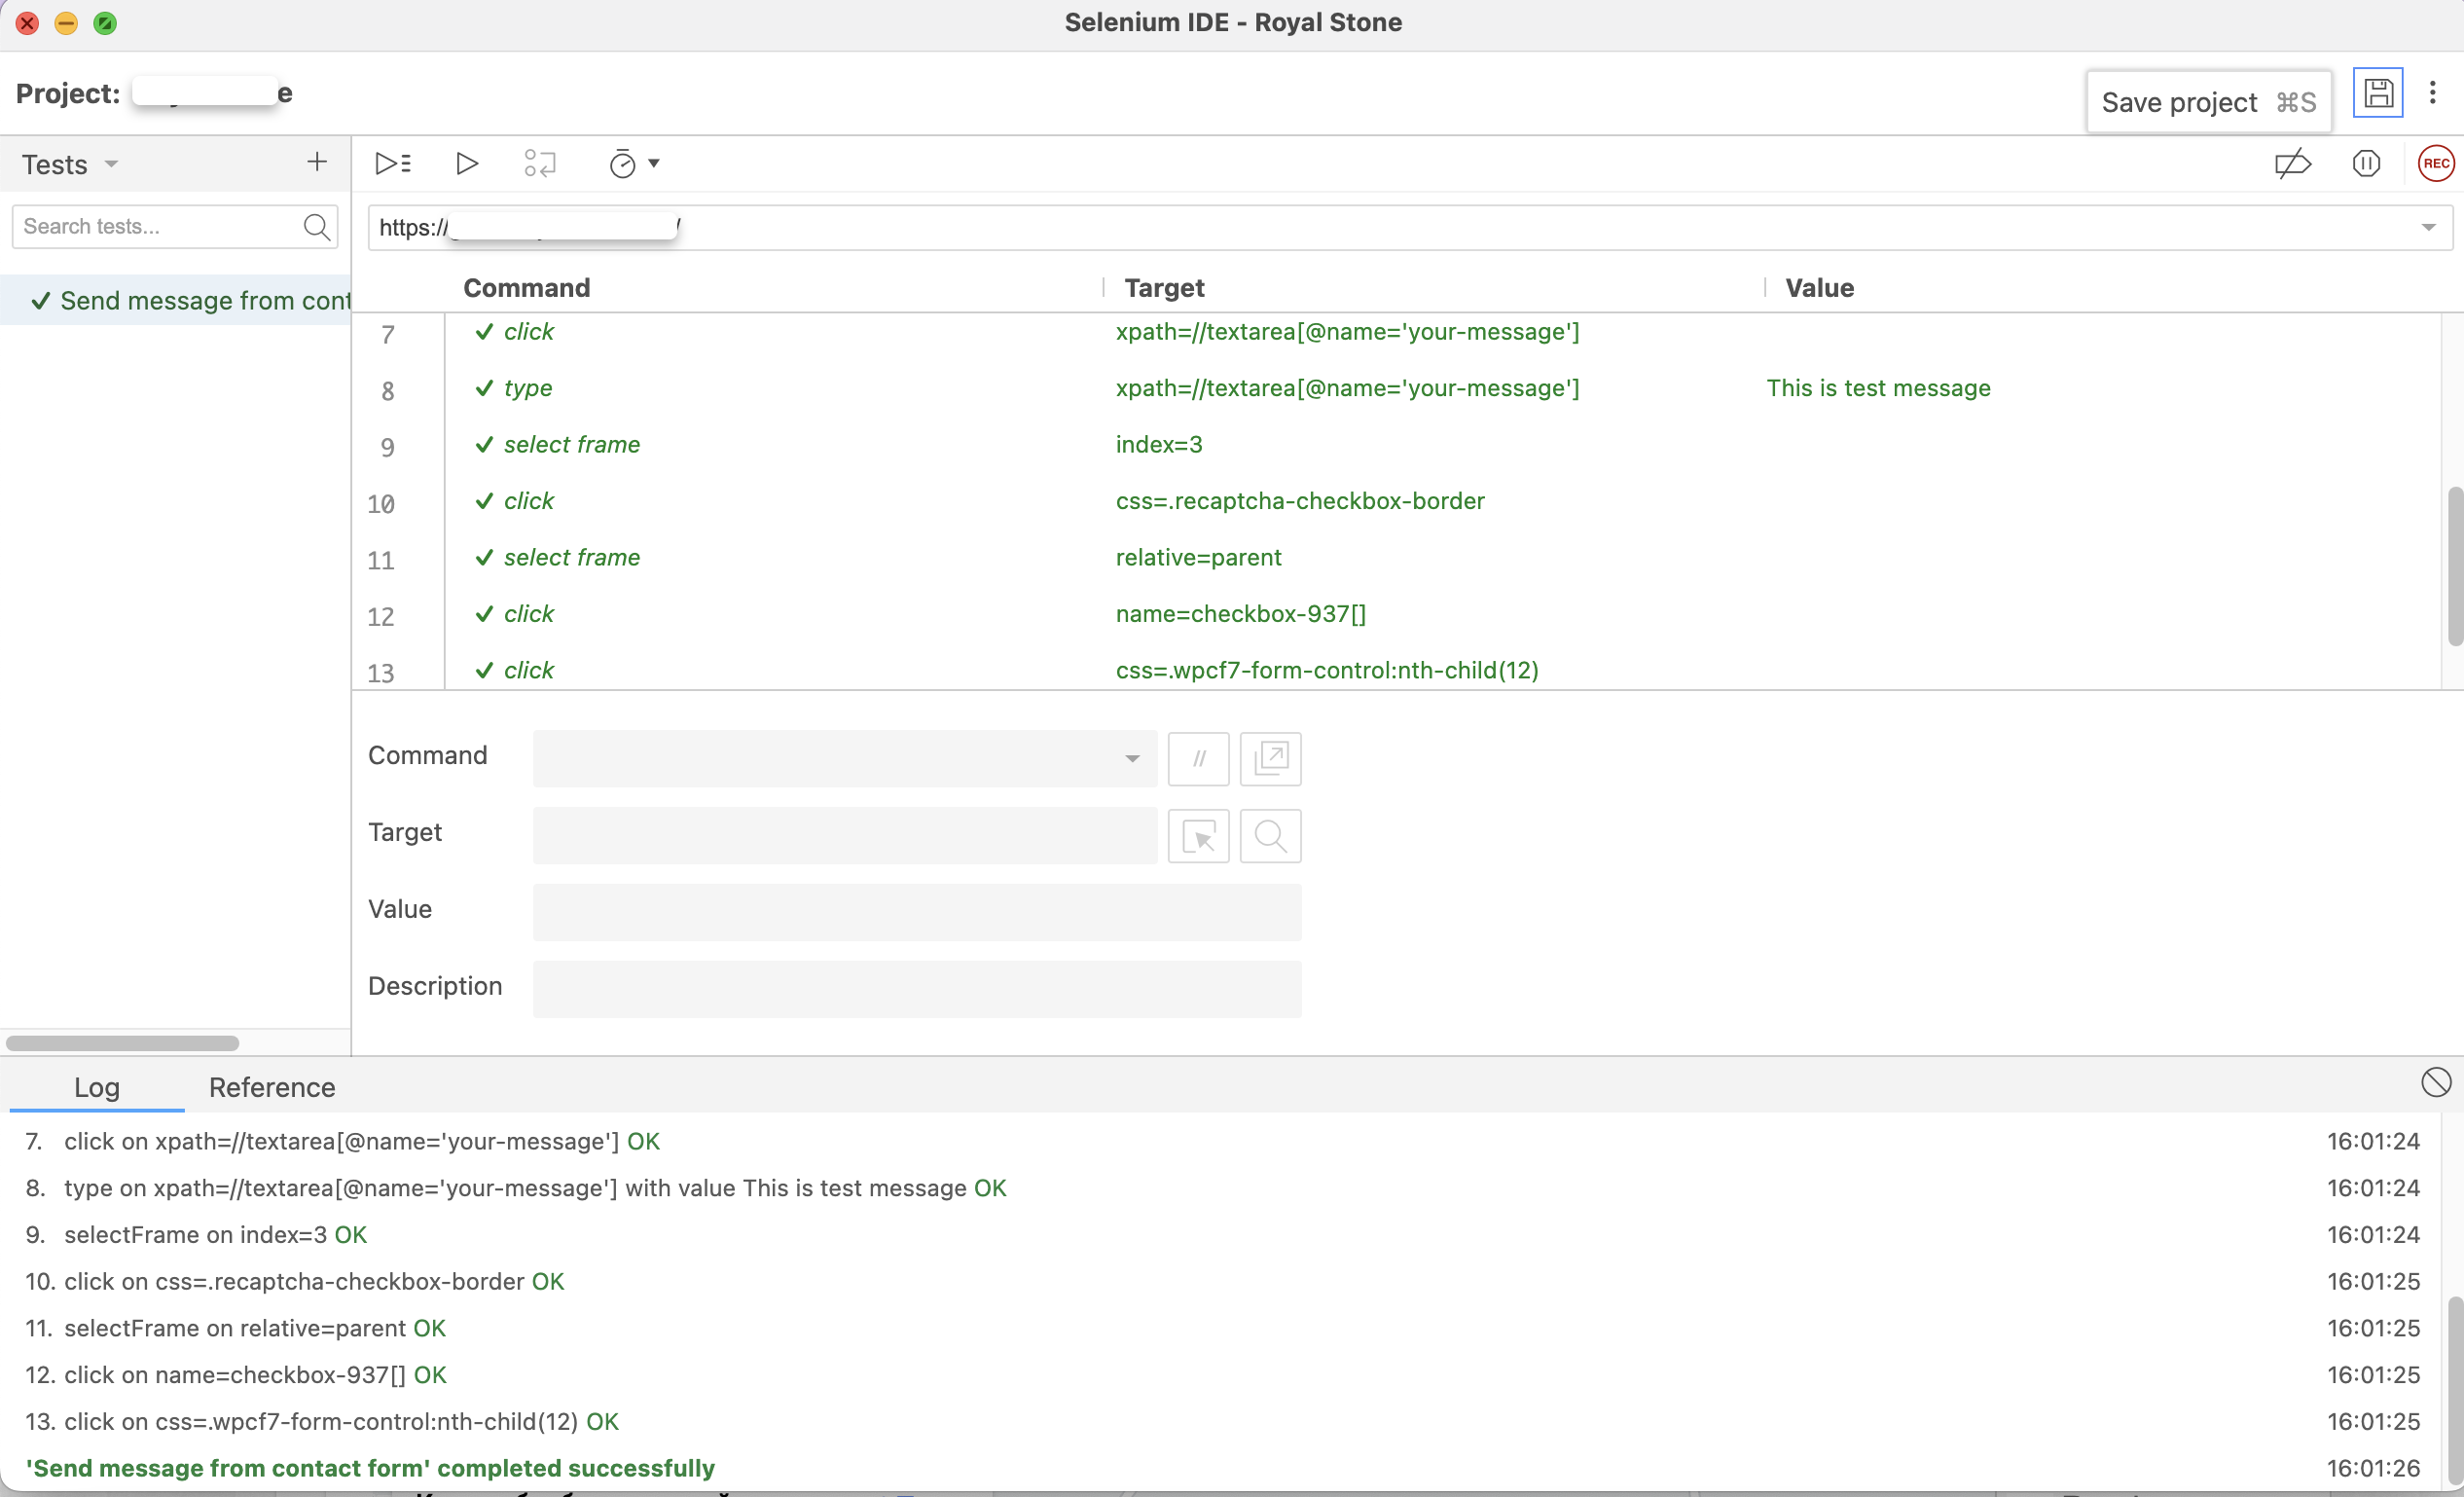 Selenium IDE - Royal Stone
Project: e
Save project ⌘S
Tests
REC
Search tests...
https:// /
Command Target Value
✓ Send message from cont
7 ✓ click xpath=//textarea[@name='your-message']
8 ✓ type xpath=//textarea[@name='your-message'] This is test message
9 ✓ select frame index=3
10 ✓ click css=.recaptcha-checkbox-border
11 ✓ select frame relative=parent
12 ✓ click name=checkbox-937[]
13 ✓ click css=.wpcf7-form-control:nth-child(12)
Command //
Target
Value
Description
Log Reference
7. click on xpath=//textarea[@name='your-message'] OK 16:01:24
8. type on xpath=//textarea[@name='your-message'] with value This is test message OK 16:01:24
9. selectFrame on index=3 OK 16:01:24
10. click on css=.recaptcha-checkbox-border OK 16:01:25
11. selectFrame on relative=parent OK 16:01:25
12. click on name=checkbox-937[] OK 16:01:25
13. click on css=.wpcf7-form-control:nth-child(12) OK 16:01:25
'Send message from contact form' completed successfully 16:01:26